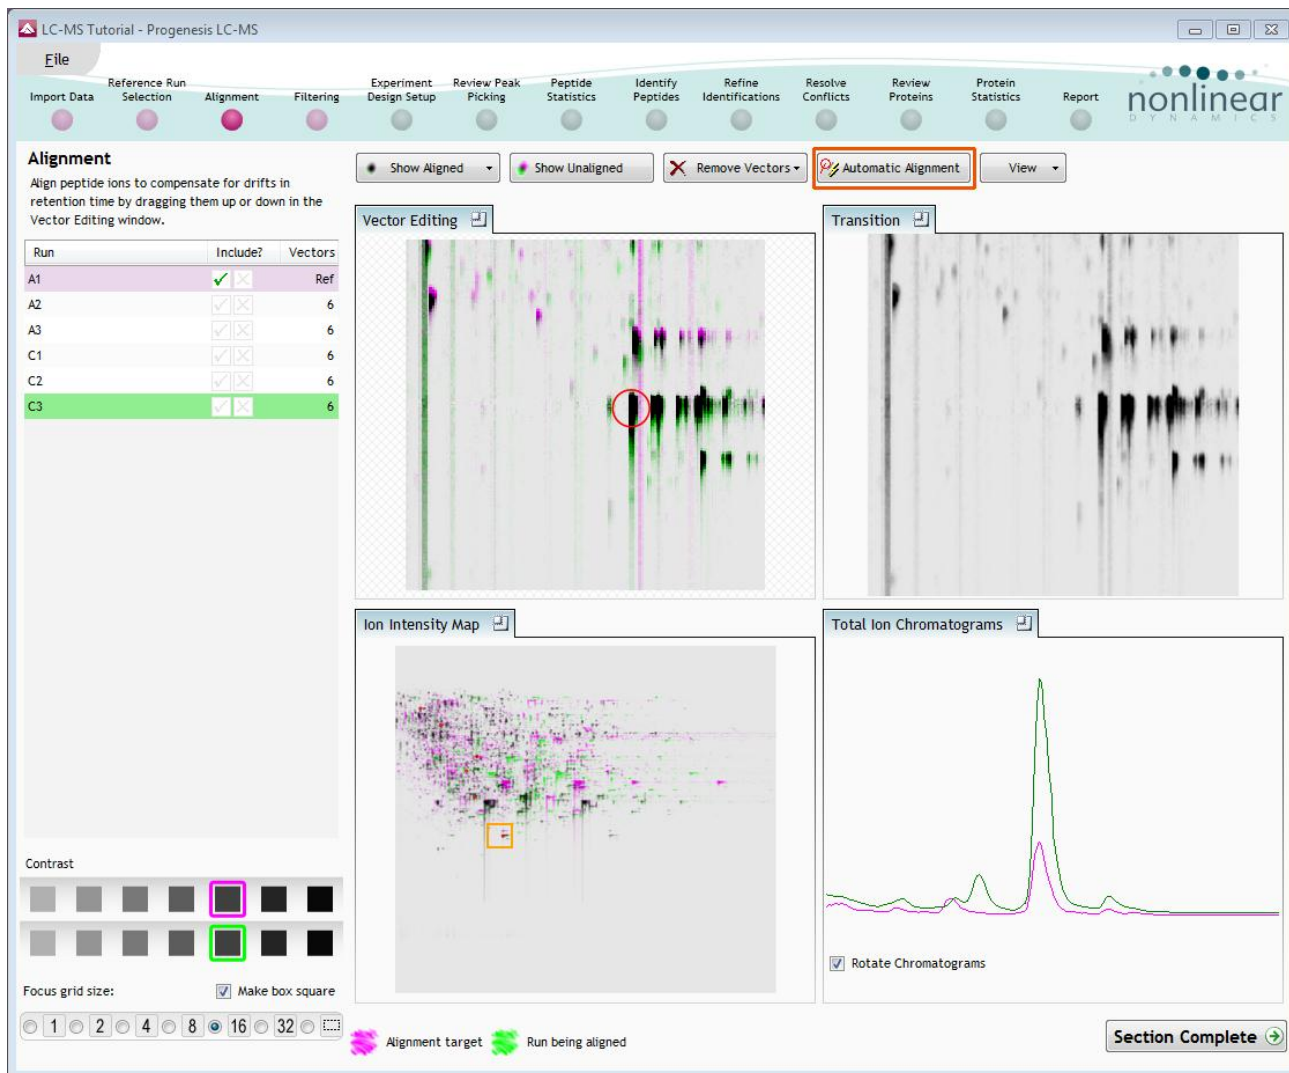 LC-MS Tutorial - Progenesis LC-MS
File
Import Data
Reference Run
Selection
Alignment
Filtering
Experiment
Design Setup
Review Peak
Picking
Peptide
Statistics
Identify
Peptides
Refine
Identifications
Resolve
Conflicts
Review
Proteins
Protein
Statistics
Report
nonlinear
DYNAMICS
Alignment
Align peptide ions to compensate for drifts in
retention time by dragging them up or down in the
Vector Editing window.
Show Aligned
Show Unaligned
Remove Vectors
Automatic Alignment
View
Run Include? Vectors
A1 Ref
A2 6
A3 6
C1 6
C2 6
C3 6
Vector Editing
Transition
Ion Intensity Map
Total Ion Chromatograms
Rotate Chromatograms
Contrast
Focus grid size:
Make box square
1 2 4 8 16 32
Alignment target
Run being aligned
Section Complete